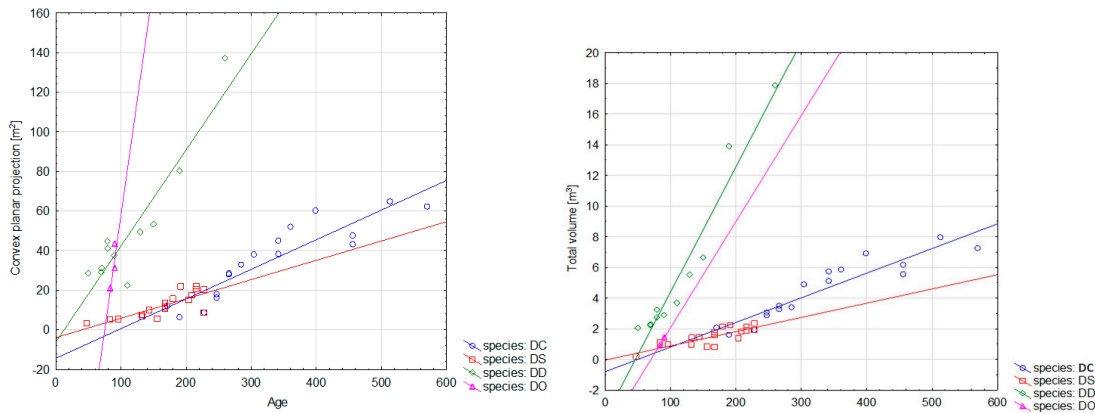 160
140
120
100
80
60
40
20
0
-20
Convex planar projection [m²]
0 100 200 300 400 500 600
Age
species: DC
species: DS
species: DD
species: DO
20
18
16
14
12
10
8
6
4
2
0
-2
Total volume [m³]
0 100 200 300 400 500 600
species: DC
species: DS
species: DD
species: DO